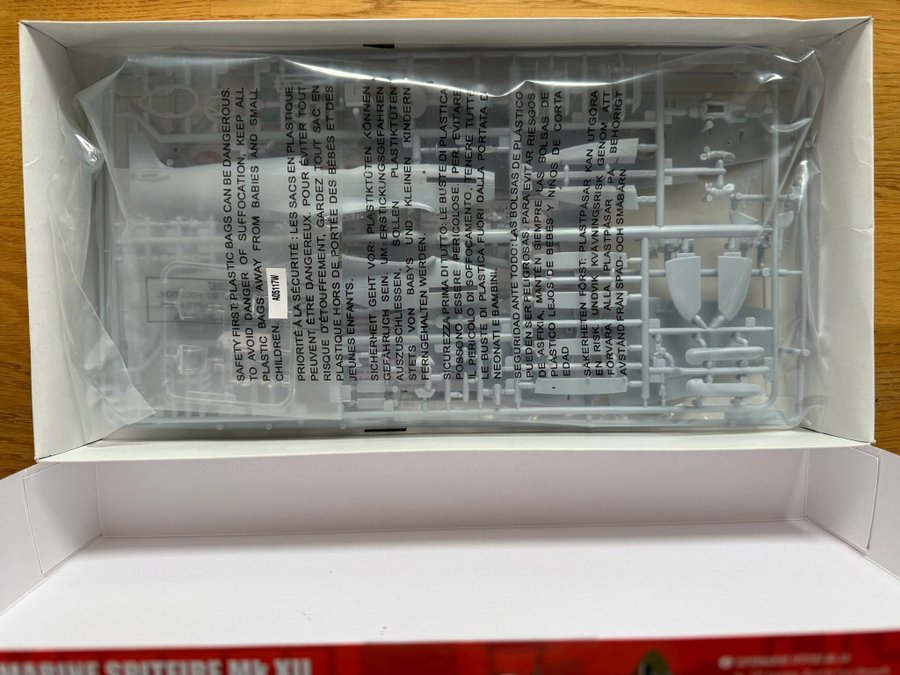 SAFETY FIRST: PLASTIC BAGS CAN BE DANGEROUS.
TO AVOID DANGER OF SUFFOCATION, KEEP ALL
PLASTIC BAGS AWAY FROM BABIES AND SMALL
CHILDREN.
PRIORITÉ À LA SÉCURITÉ : LES SACS EN PLASTIQUE
PEUVENT ÊTRE DANGEREUX. POUR ÉVITER TOUT
RISQUE D'ÉTOUFFEMENT, GARDEZ TOUT SAC EN
PLASTIQUE HORS DE PORTÉE DES BÉBÉS ET DES
JEUNES ENFANTS.
SICHERHEIT GEHT VOR: PLASTIKTÜTEN KÖNNEN
GEFÄHRLICH SEIN. UM ERSTICKUNGSGEFAHREN
AUSZUSCHLIESSEN, SOLLEN PLASTIKTÜTEN
STETS VON BABYS UND KLEINEN KINDERN
FERNGEHALTEN WERDEN.
SICUREZZA PRIMA DI TUTTO: LE BUSTE DI PLASTICA
POSSONO ESSERE PERICOLOSE. PER EVITARE
IL PERICOLO DI SOFFOCAMENTO, TENERE TUTTE
LE BUSTE DI PLASTICA FUORI DALLA PORTATA DI
NEONATI E BAMBINI.
SEGURIDAD ANTE TODO: LAS BOLSAS DE PLÁSTICO
PUEDEN SER PELIGROSAS. PARA EVITAR RIESGOS
DE ASFIXIA, MANTÉN SIEMPRE LAS BOLSAS DE
PLÁSTICO LEJOS DE BEBÉS Y NIÑOS DE CORTA
EDAD
SÄKERHETEN FÖRST: PLASTPÅSAR KAN UTGÖRA
EN RISK. UNDVIK KVÄVNINGSRISK GENOM ATT
FÖRVARA ALLA PLASTPÅSAR PÅ BEHÖRIGT
AVSTÅND FRÅN SPÄD- OCH SMÅBARN.
A05117W
MARINE SPITFIRE Mk XII